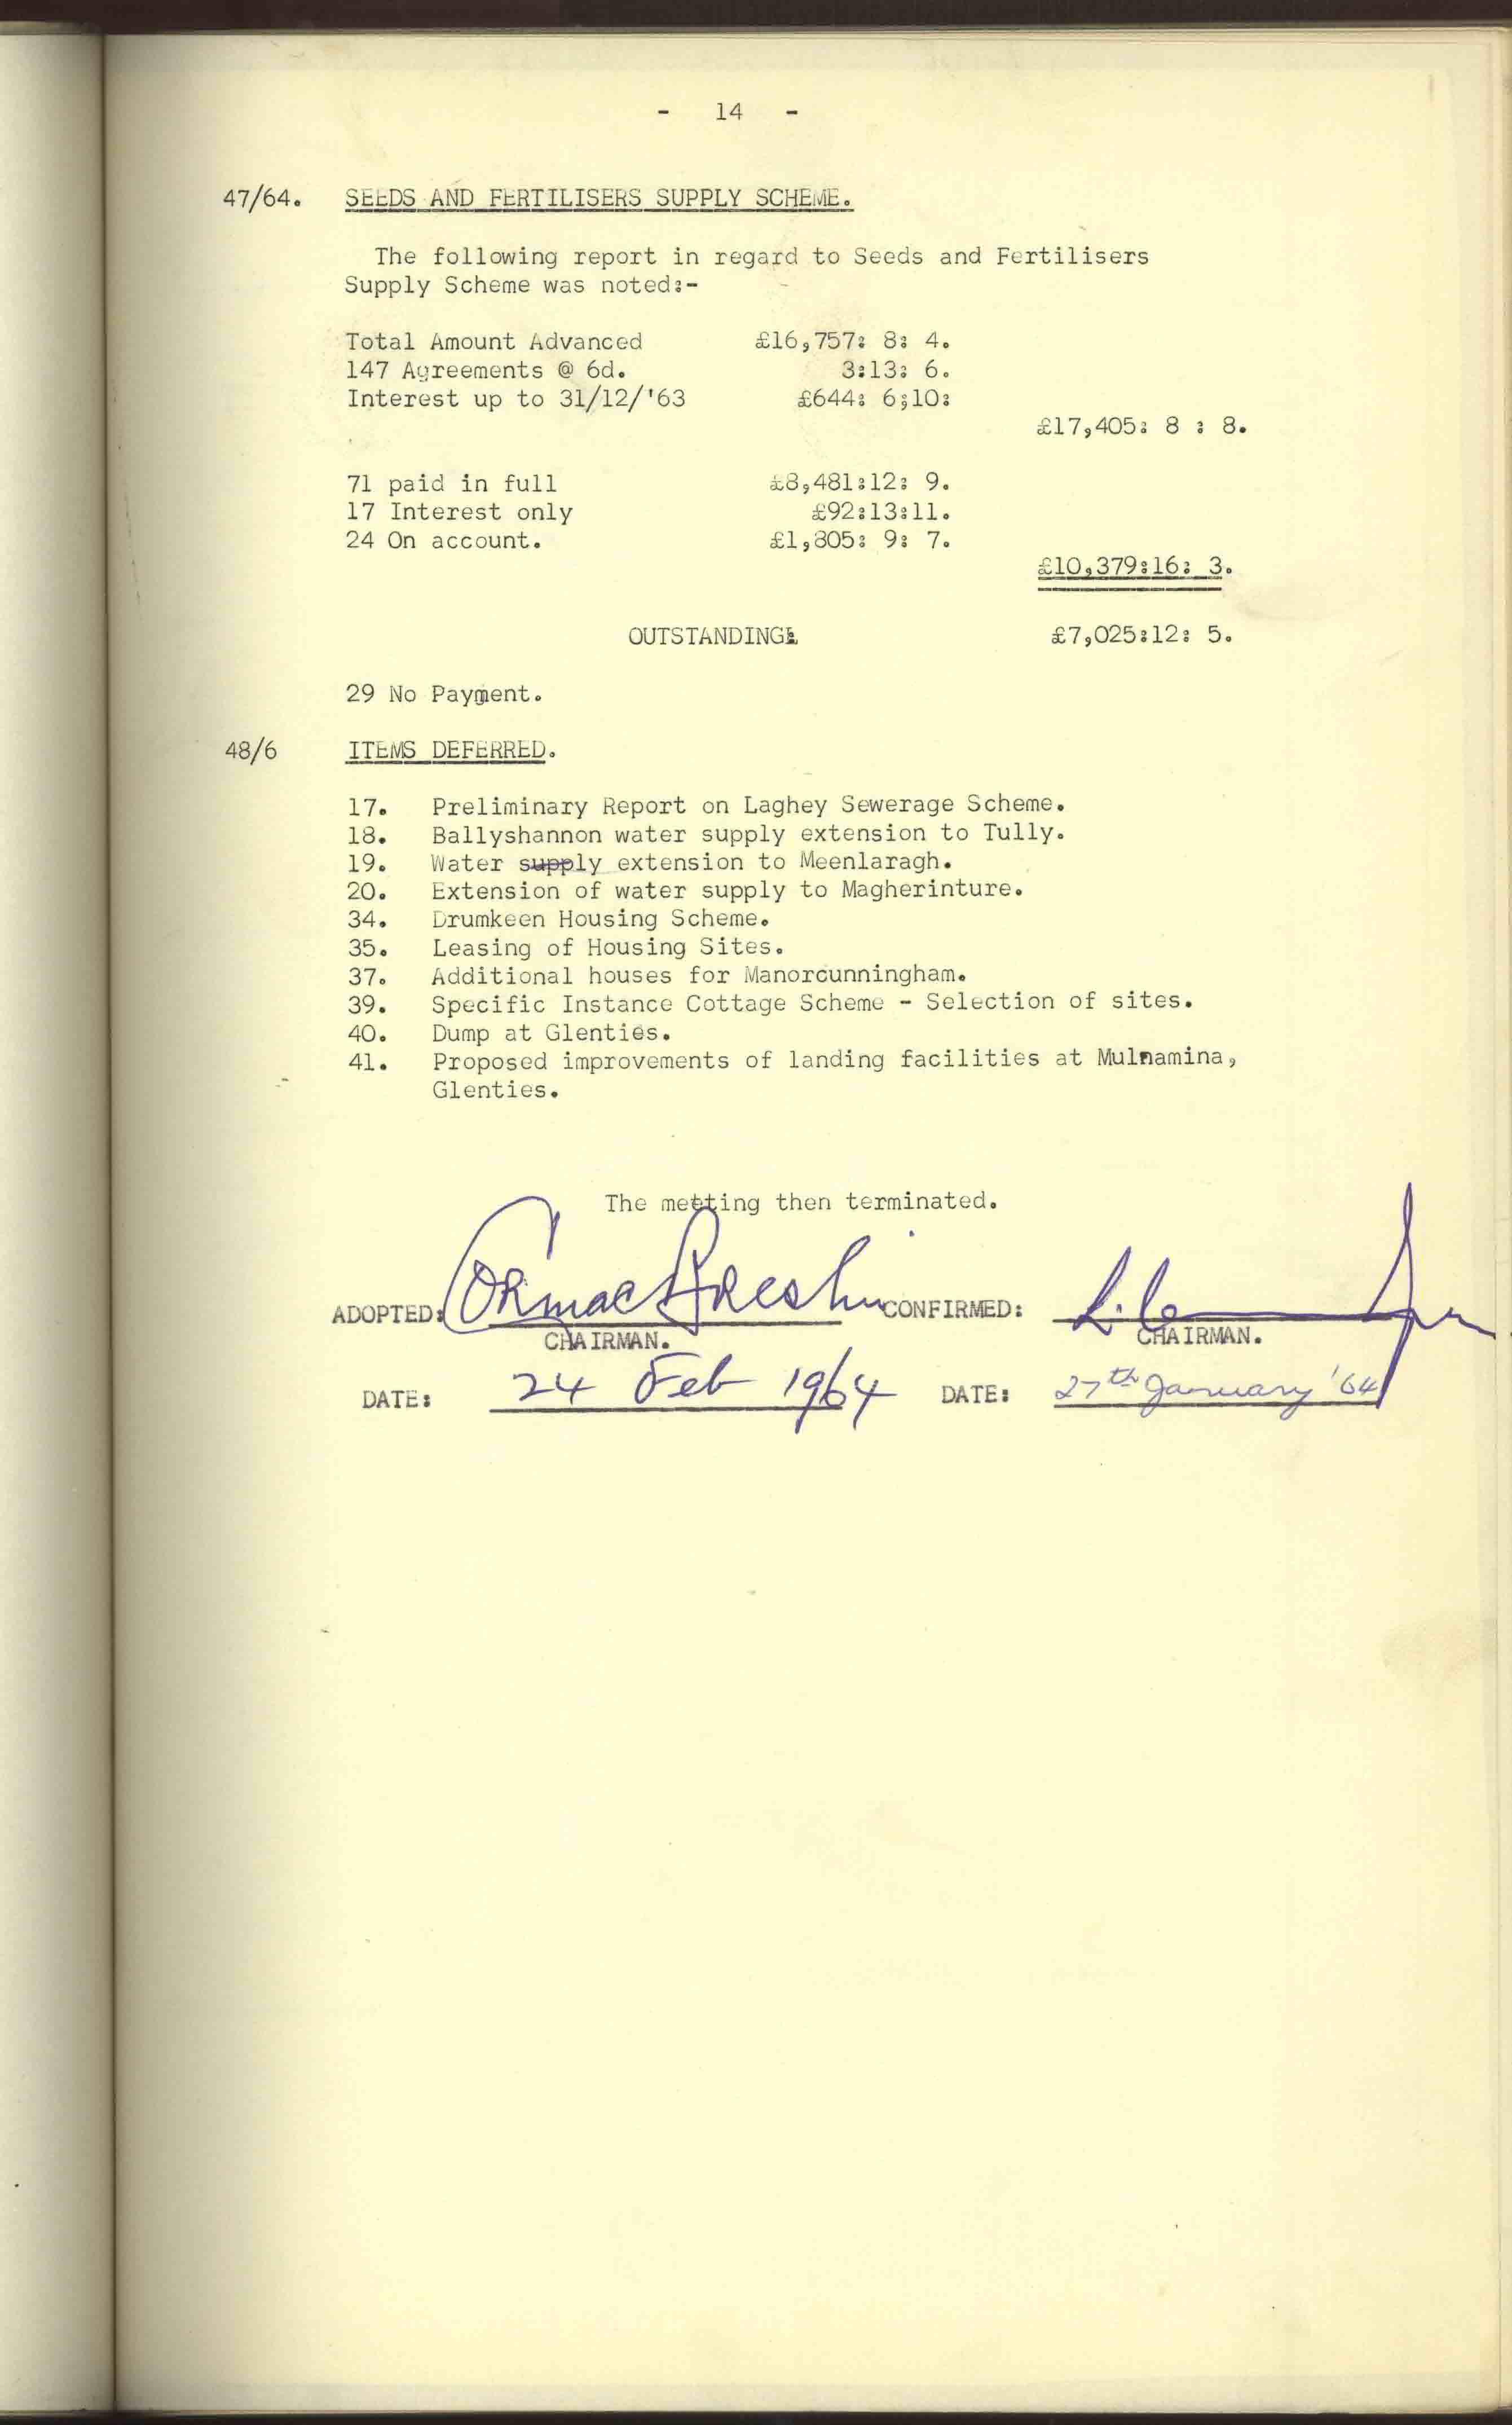 - 14 -
47/64. SEEDS AND FERTILISERS SUPPLY SCHEME.
The following report in regard to Seeds and Fertilisers
Supply Scheme was noted:-
Total Amount Advanced £16,757: 8: 4.
147 Agreements @ 6d. 3:13: 6.
Interest up to 31/12/'63 £644: 6;10:
£17,405: 8 : 8.
71 paid in full £8,481:12: 9.
17 Interest only £92:13:11.
24 On account. £1,805: 9: 7.
£10,379:16: 3.
OUTSTANDING: £7,025:12: 5.
29 No Payment.
48/6 ITEMS DEFERRED.
17. Preliminary Report on Laghey Sewerage Scheme.
18. Ballyshannon water supply extension to Tully.
19. Water supply extension to Meenlaragh.
20. Extension of water supply to Magherinture.
34. Drumkeen Housing Scheme.
35. Leasing of Housing Sites.
37. Additional houses for Manorcunningham.
39. Specific Instance Cottage Scheme - Selection of sites.
40. Dump at Glenties.
41. Proposed improvements of landing facilities at Mulnamina,
Glenties.
The metting then terminated.
ADOPTED: Cormac Breslin CONFIRMED:
CHAIRMAN. CHAIRMAN.
DATE: 24 Feb 1964 DATE: 27th January '64